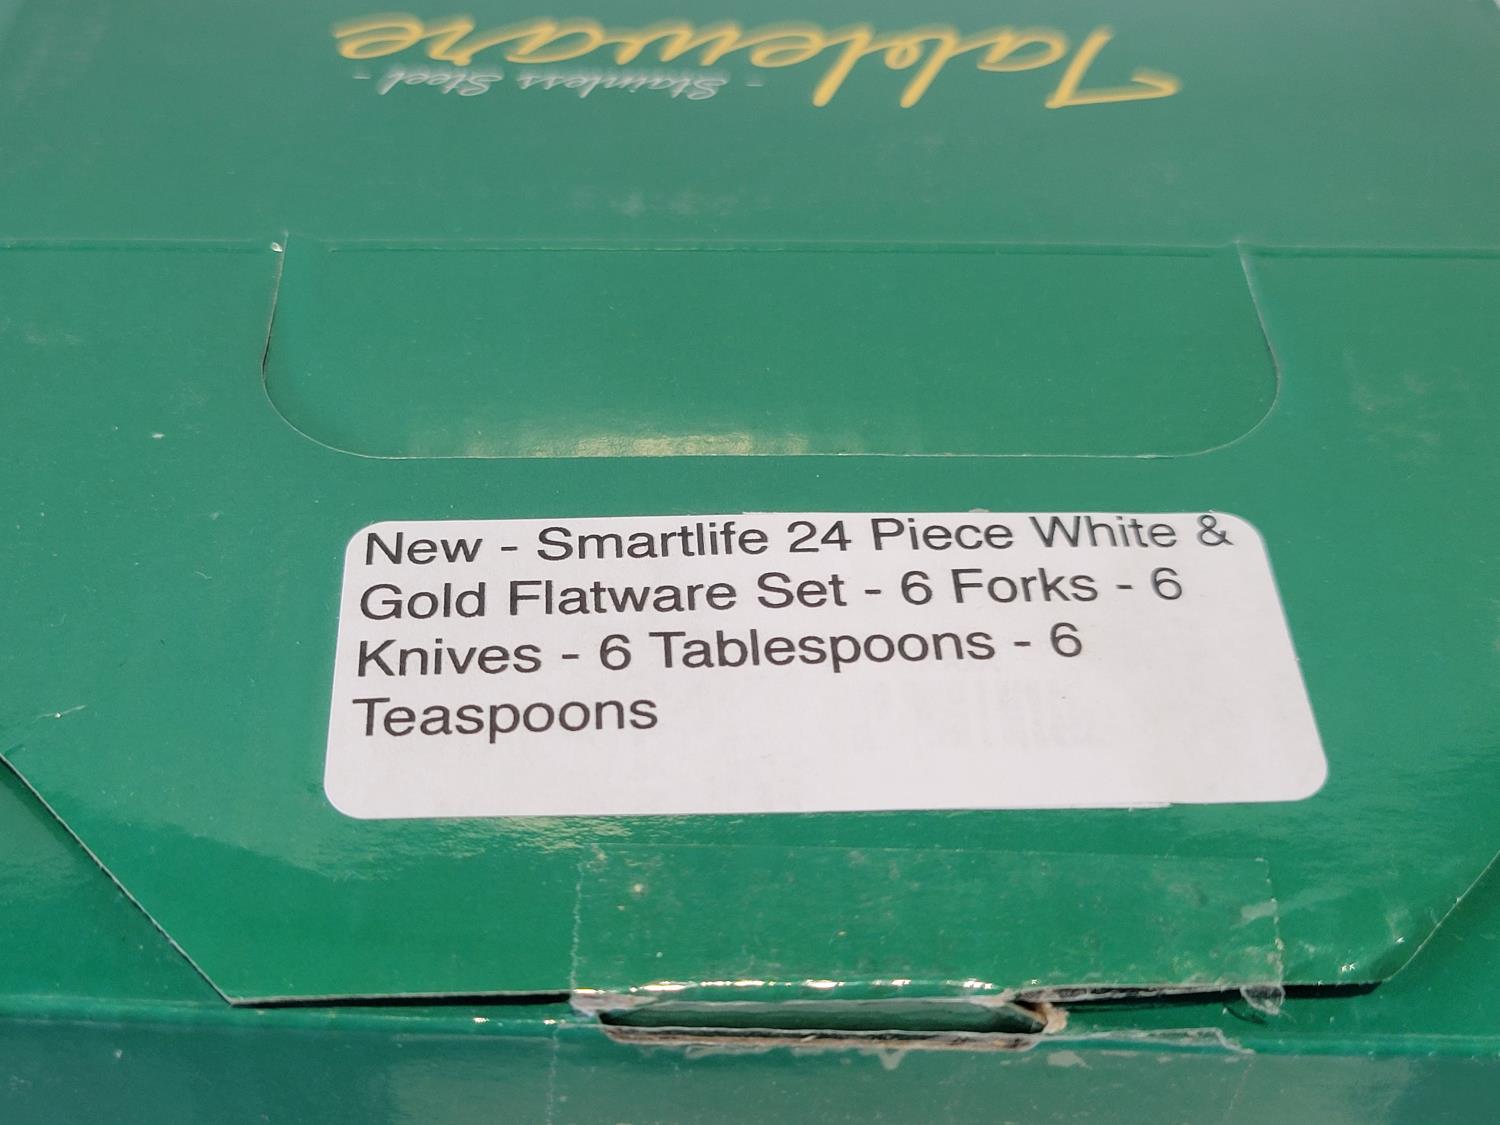 Tableware
- Stainless Steel -
New - Smartlife 24 Piece White &
Gold Flatware Set - 6 Forks - 6
Knives - 6 Tablespoons - 6
Teaspoons